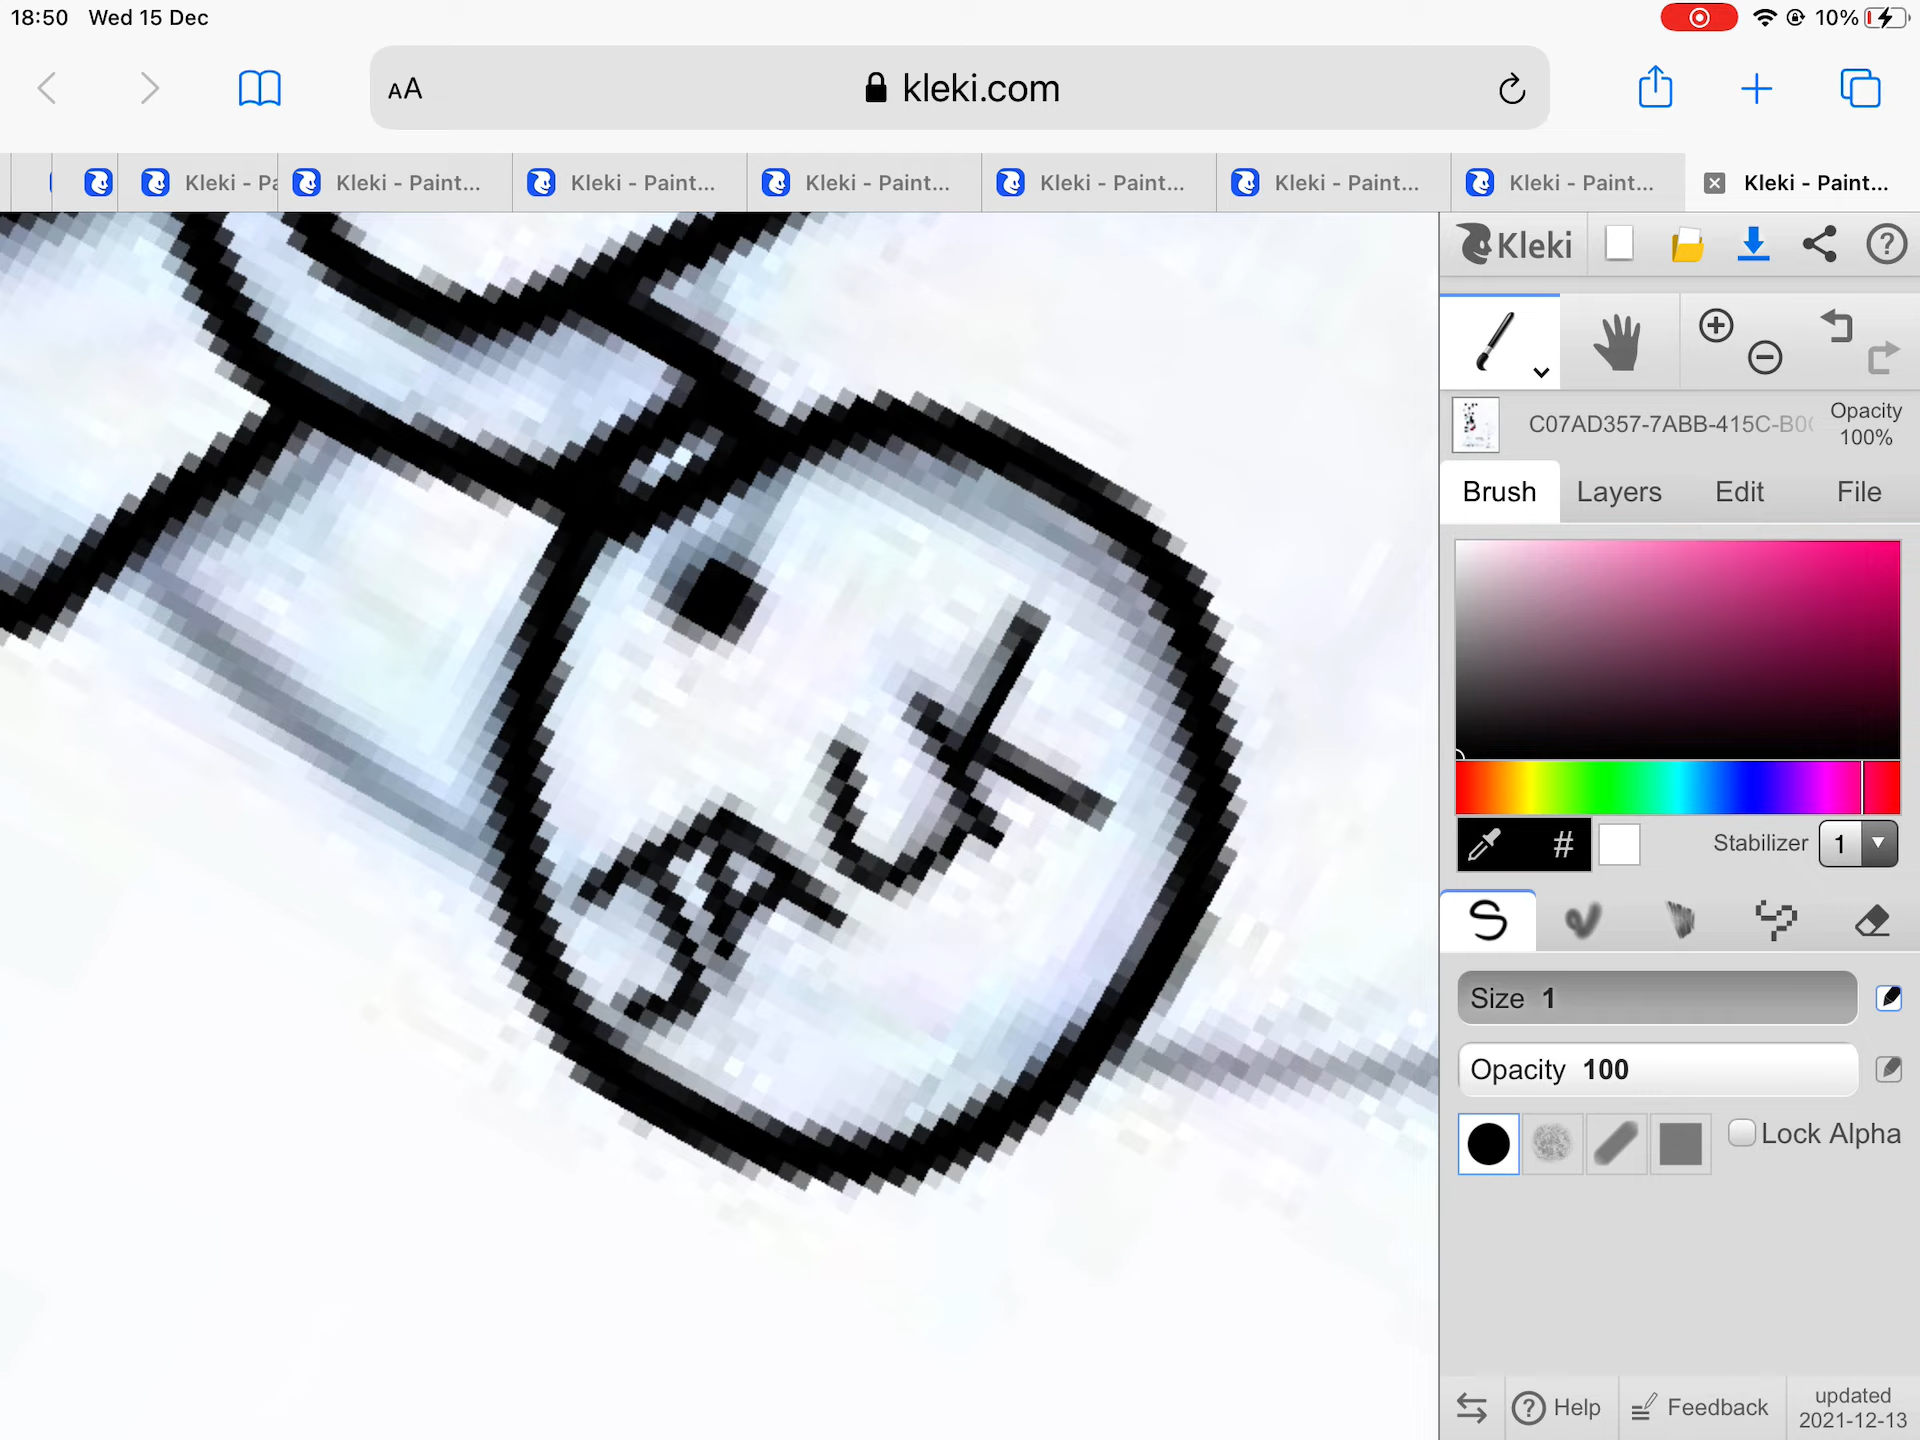 18:50 Wed 15 Dec
10%
AA kleki.com
Kleki - Pa Kleki - Paint... Kleki - Paint... Kleki - Paint... Kleki - Paint... Kleki - Paint... Kleki - Paint... Kleki - Paint...
Kleki
C07AD357-7ABB-415C-B0 Opacity
100%
Brush Layers Edit File
# Stabilizer 1
Size 1
Opacity 100
Lock Alpha
Help Feedback updated
2021-12-13